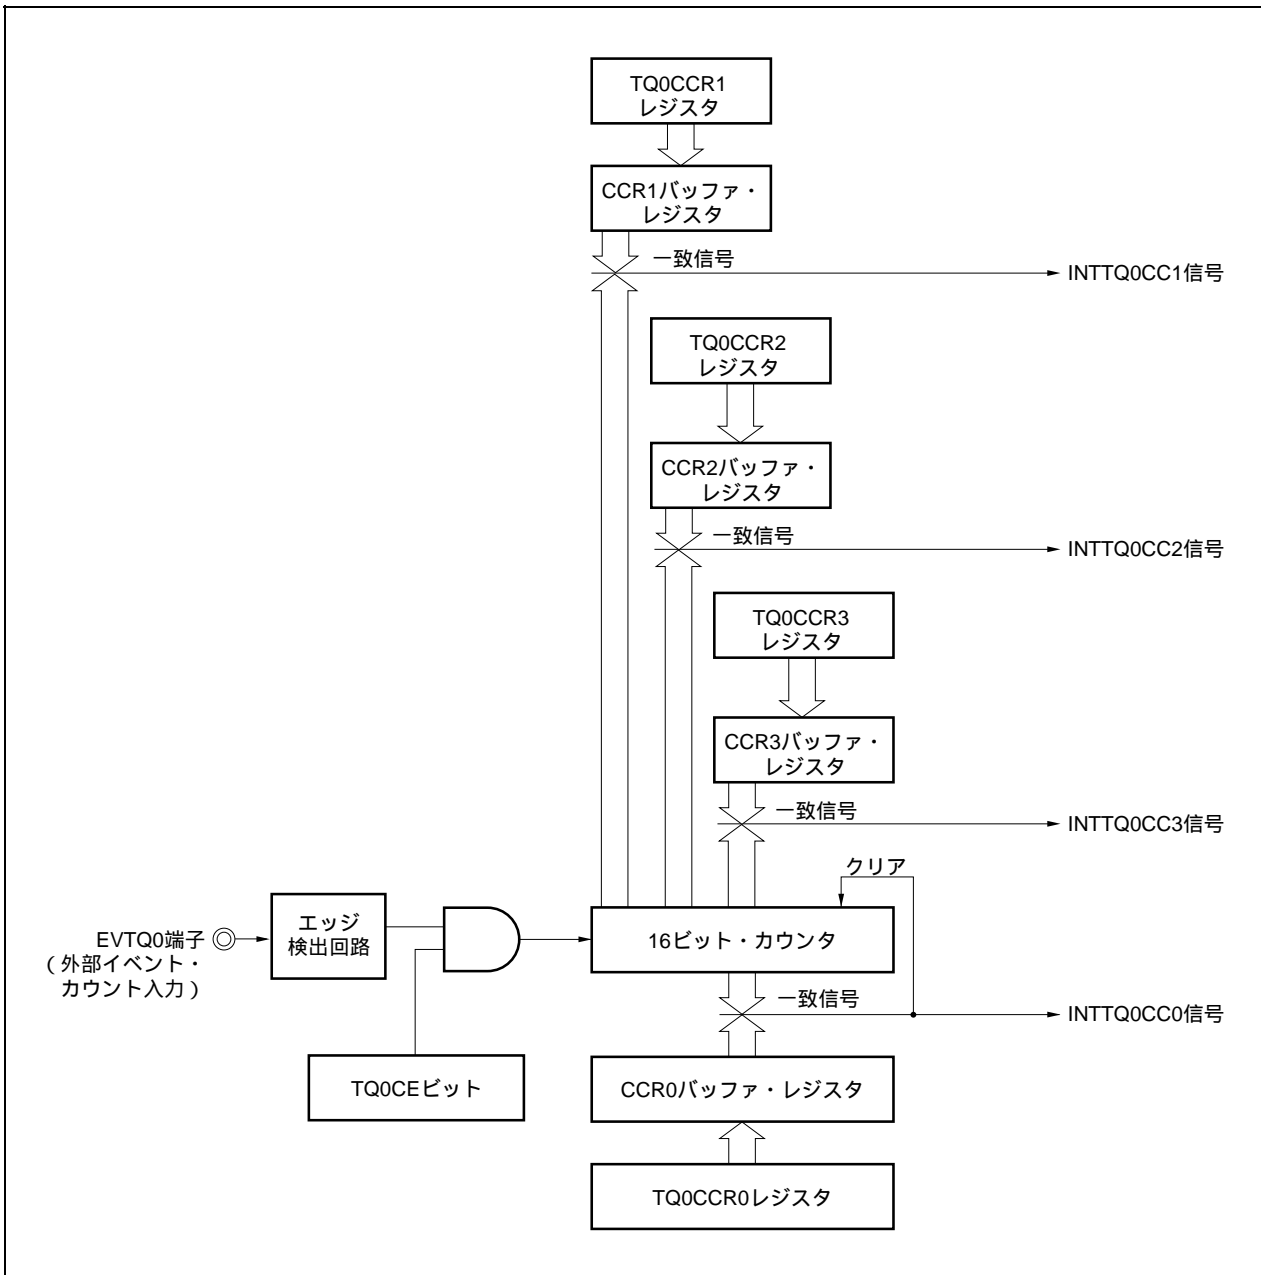 TQ0CCR1
レジスタ
CCR1バッファ・
レジスタ
一致信号
INTTQ0CC1信号
TQ0CCR2
レジスタ
CCR2バッファ・
レジスタ
一致信号
INTTQ0CC2信号
TQ0CCR3
レジスタ
CCR3バッファ・
レジスタ
一致信号
INTTQ0CC3信号
クリア
エッジ
検出回路
EVTQ0端子
(外部イベント・
カウント入力)
16ビット・カウンタ
一致信号
INTTQ0CC0信号
TQ0CEビット
CCR0バッファ・レジスタ
TQ0CCR0レジスタ